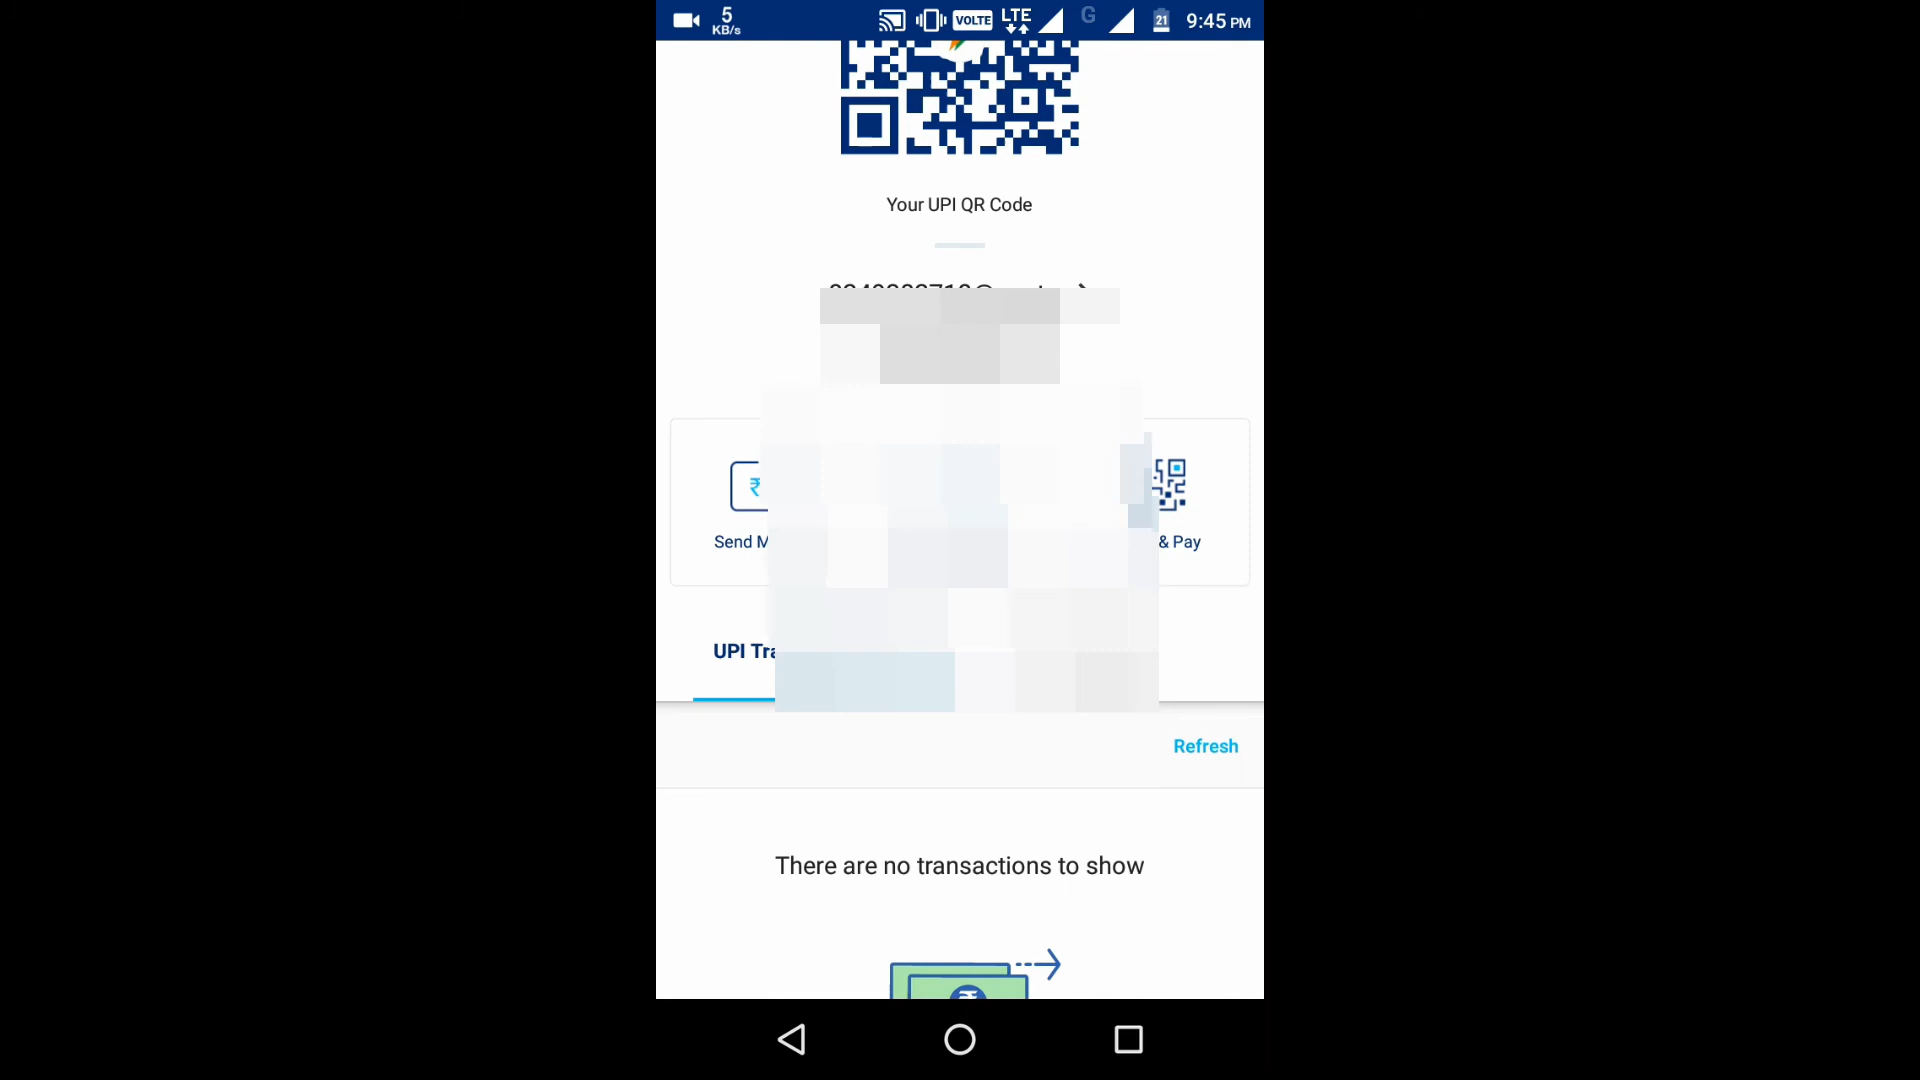 5
KB/s
VOLTE
LTE
G
21
9:45 PM
Your UPI QR Code
₹
Send M
& Pay
UPI Tra
Refresh
There are no transactions to show